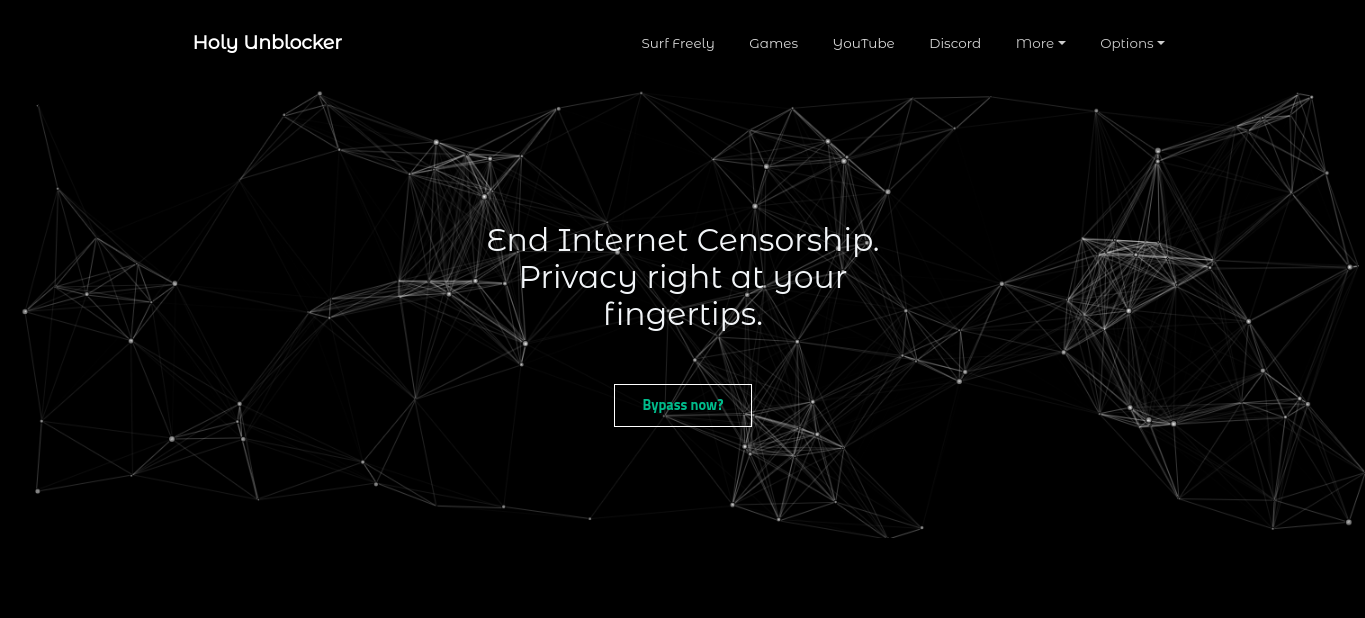 Holy Unblocker
Surf Freely Games YouTube Discord More Options
End Internet Censorship.
Privacy right at your
fingertips.
Bypass now?